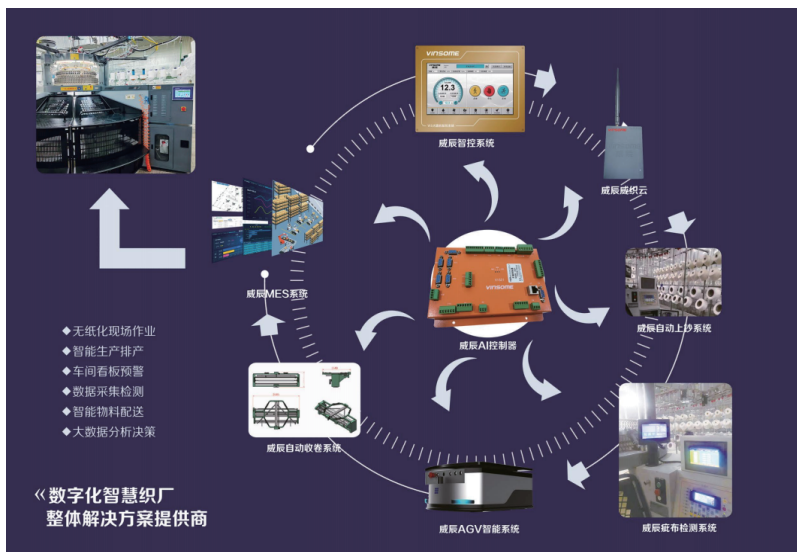 VINSOME
12.3
威辰智控系统
威辰威织云
威辰MES系统
VINSOME
威辰AI控制器
威辰自动上纱系统
◆无纸化现场作业
◆智能生产排产
◆车间看板预警
◆数据采集检测
◆智能物料配送
◆大数据分析决策
威辰自动收卷系统
威辰AGV智能系统
威辰疵布检测系统
《数字化智慧织厂
整体解决方案提供商